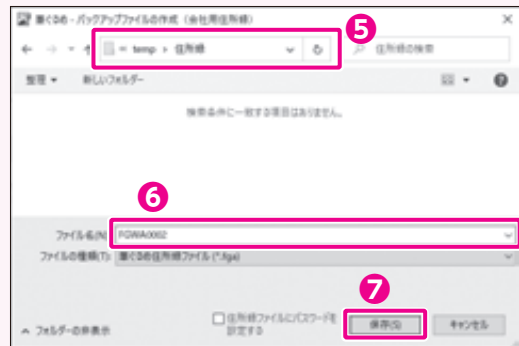 筆ぐるめ - バックアップファイルの作成 (会社用住所録)
5
« temp › 住所録
住所録の検索
整理
新しいフォルダー
検索条件に一致する項目はありません。
6
ファイル名(N): FGWA0002
ファイルの種類(T): 筆ぐるめ住所録ファイル (*.fga)
7
住所録ファイルにパスワードを
設定する
保存(S)
キャンセル
フォルダーの非表示